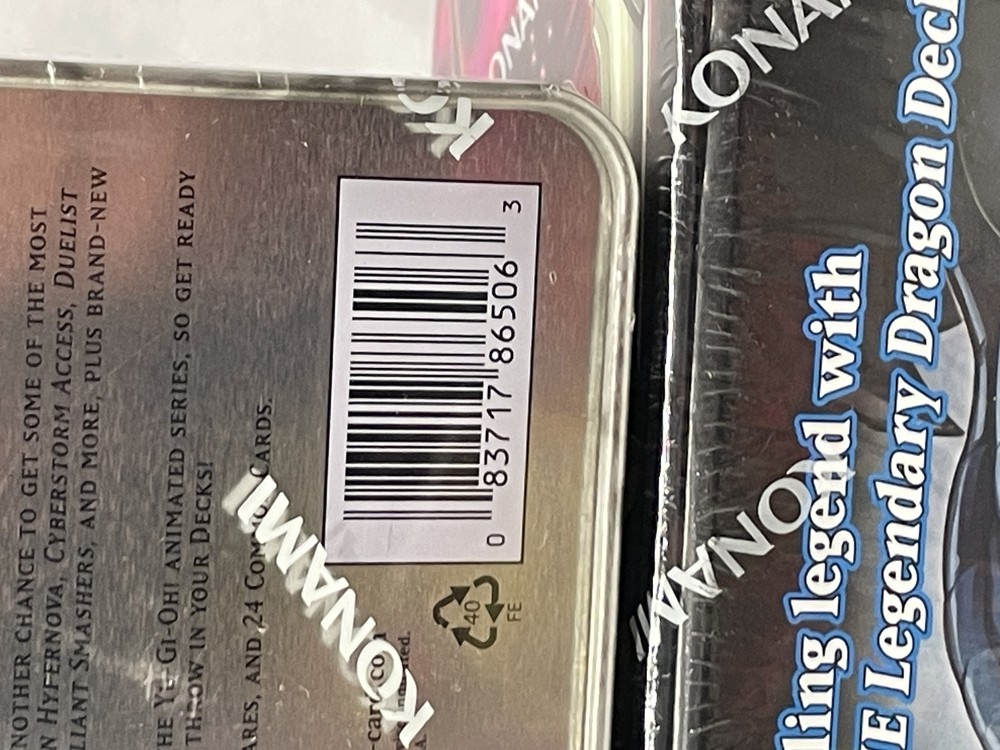 NOTHER CHANCE TO GET SOME OF THE MOST
N HYPERNOVA, CYBERSTORM ACCESS, DUELIST
LIANT SMASHERS, AND MORE, PLUS BRAND-NEW
HE YU-GI-OH! ANIMATED SERIES, SO GET READY
THROW IN YOUR DECKS!
ARES, AND 24 COMMON CARDS.
KONAMI
0 83717 86506 3
40
FE
KONAMI
KONA
ling legend with
E Legendary Dragon Deck